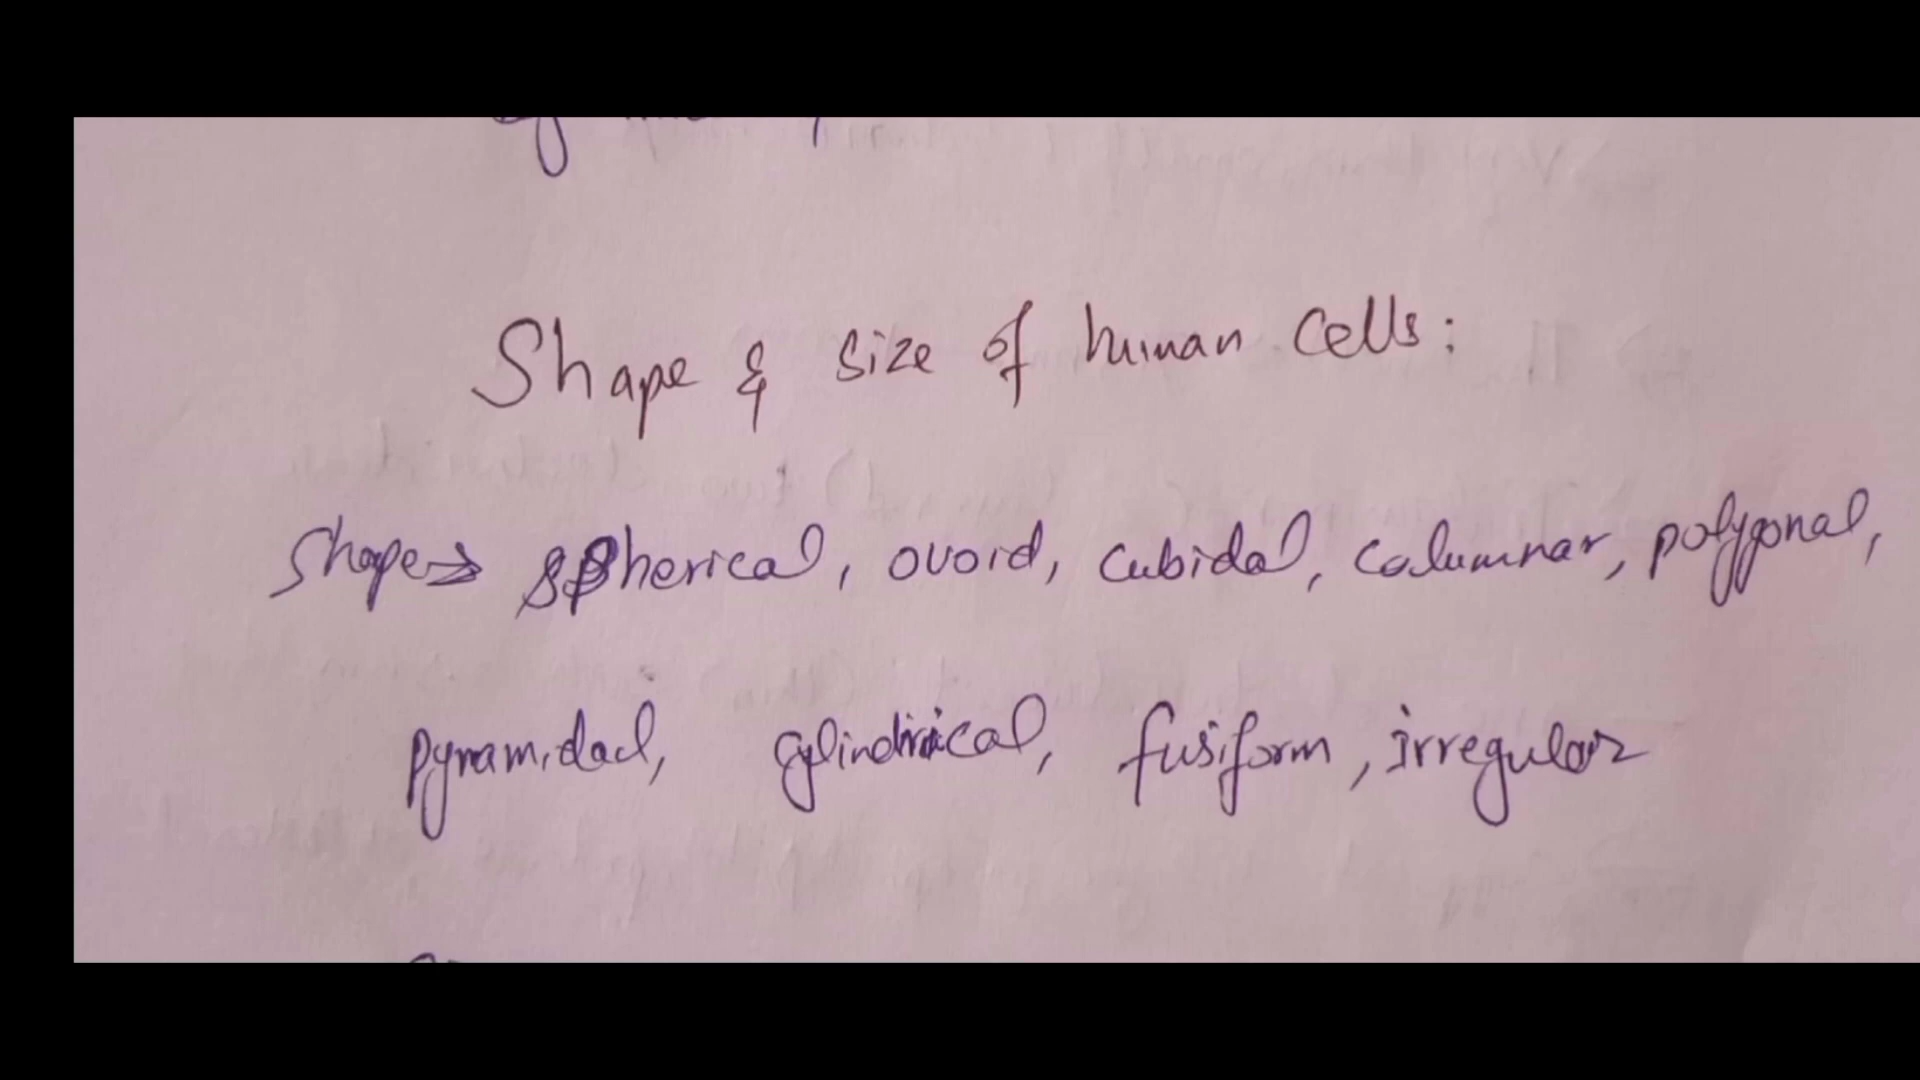 Shape & size of human cells:
Shape→ spherical, ovoid, cubidal, columnar, polygonal,
pyramidal, cylindrical, fusiform, irregular